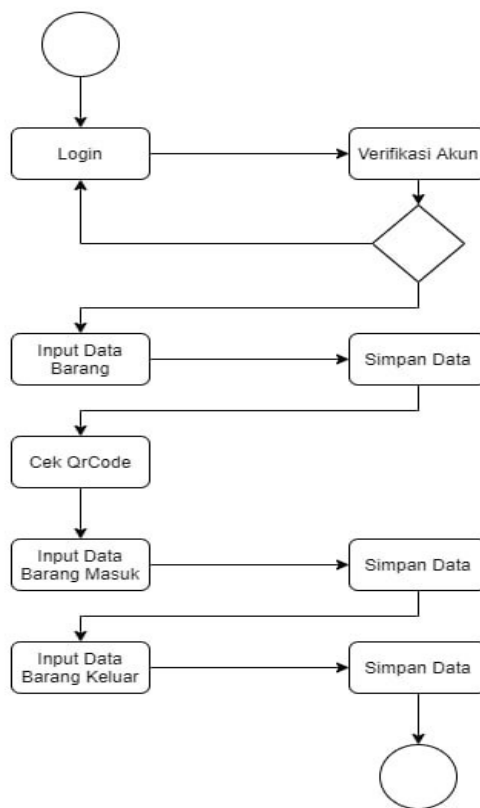 Login
Verifikasi Akun
Input Data
Barang
Simpan Data
Cek QrCode
Input Data
Barang Masuk
Simpan Data
Input Data
Barang Keluar
Simpan Data